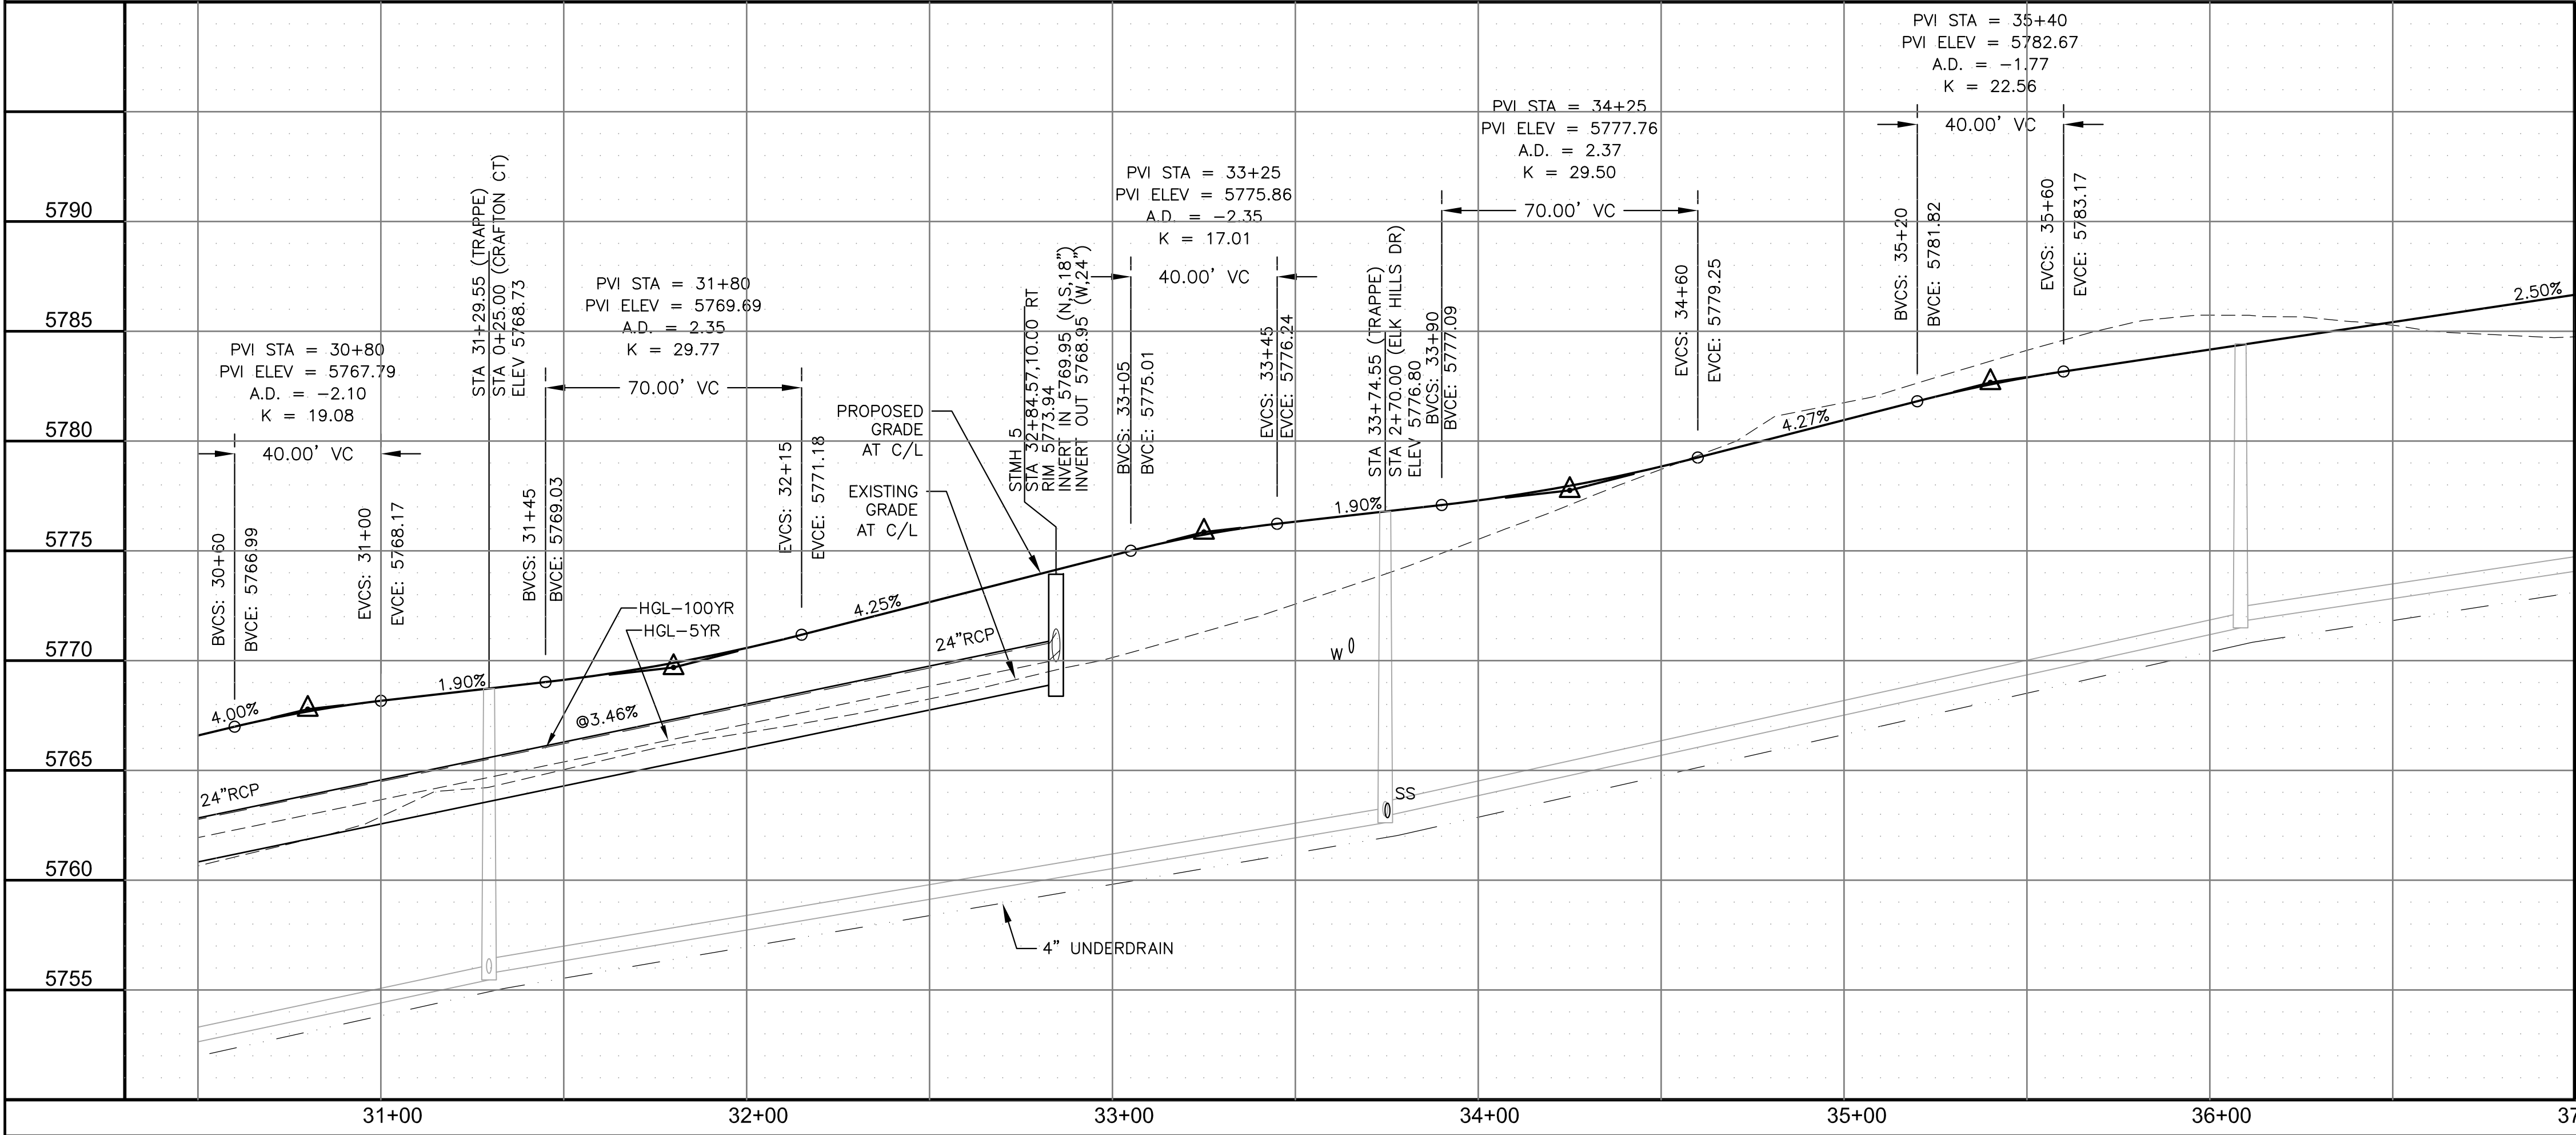 PVI STA = 35+40
PVI ELEV = 5782.67
A.D. = -1.77
K = 22.56
40.00' VC
BVCS: 35+20
BVCE: 5781.82
EVCS: 35+60
EVCE: 5783.17
PVI STA = 34+25
PVI ELEV = 5777.76
A.D. = 2.37
K = 29.50
70.00' VC
BVCS: 33+90
BVCE: 5777.09
EVCS: 34+60
EVCE: 5779.25
PVI STA = 33+25
PVI ELEV = 5775.86
A.D. = -2.35
K = 17.01
40.00' VC
BVCS: 33+05
BVCE: 5775.01
EVCS: 33+45
EVCE: 5776.24
STA 31+29.55 (TRAPPE)
STA 0+25.00 (CRAFTON CT)
ELEV 5768.73
PVI STA = 31+80
PVI ELEV = 5769.69
A.D. = 2.35
K = 29.77
70.00' VC
BVCS: 31+45
BVCE: 5769.03
EVCS: 32+15
EVCE: 5771.18
PVI STA = 30+80
PVI ELEV = 5767.79
A.D. = -2.10
K = 19.08
40.00' VC
BVCS: 30+60
BVCE: 5766.99
EVCS: 31+00
EVCE: 5768.17
STMH 5
STA 32+84.57,10.00 RT
RIM 5773.94
INVERT IN 5769.95 (N,S,18")
INVERT OUT 5768.95 (W,24")
STA 33+74.55 (TRAPPE)
STA 2+70.00 (ELK HILLS DR)
ELEV 5776.80
PROPOSED
GRADE
AT C/L
EXISTING
GRADE
AT C/L
HGL-100YR
HGL-5YR
4.00%
1.90%
4.25%
1.90%
4.27%
2.50%
24"RCP
@3.46%
24"RCP
W
SS
4" UNDERDRAIN
5790
5785
5780
5775
5770
5765
5760
5755
31+00
32+00
33+00
34+00
35+00
36+00
37